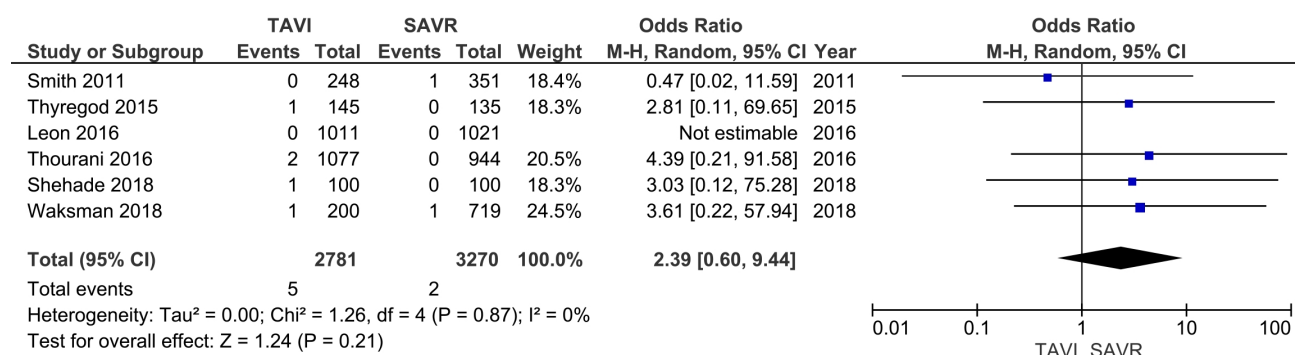 TAVI SAVR Odds Ratio Odds Ratio
Study or Subgroup Events Total Events Total Weight M-H, Random, 95% CI Year M-H, Random, 95% CI
Smith 2011 0 248 1 351 18.4% 0.47 [0.02, 11.59] 2011
Thyregod 2015 1 145 0 135 18.3% 2.81 [0.11, 69.65] 2015
Leon 2016 0 1011 0 1021 Not estimable 2016
Thourani 2016 2 1077 0 944 20.5% 4.39 [0.21, 91.58] 2016
Shehade 2018 1 100 0 100 18.3% 3.03 [0.12, 75.28] 2018
Waksman 2018 1 200 1 719 24.5% 3.61 [0.22, 57.94] 2018
Total (95% CI) 2781 3270 100.0% 2.39 [0.60, 9.44]
Total events 5 2
Heterogeneity: Tau² = 0.00; Chi² = 1.26, df = 4 (P = 0.87); I² = 0%
Test for overall effect: Z = 1.24 (P = 0.21)
0.01 0.1 1 10 100
TAVI SAVR